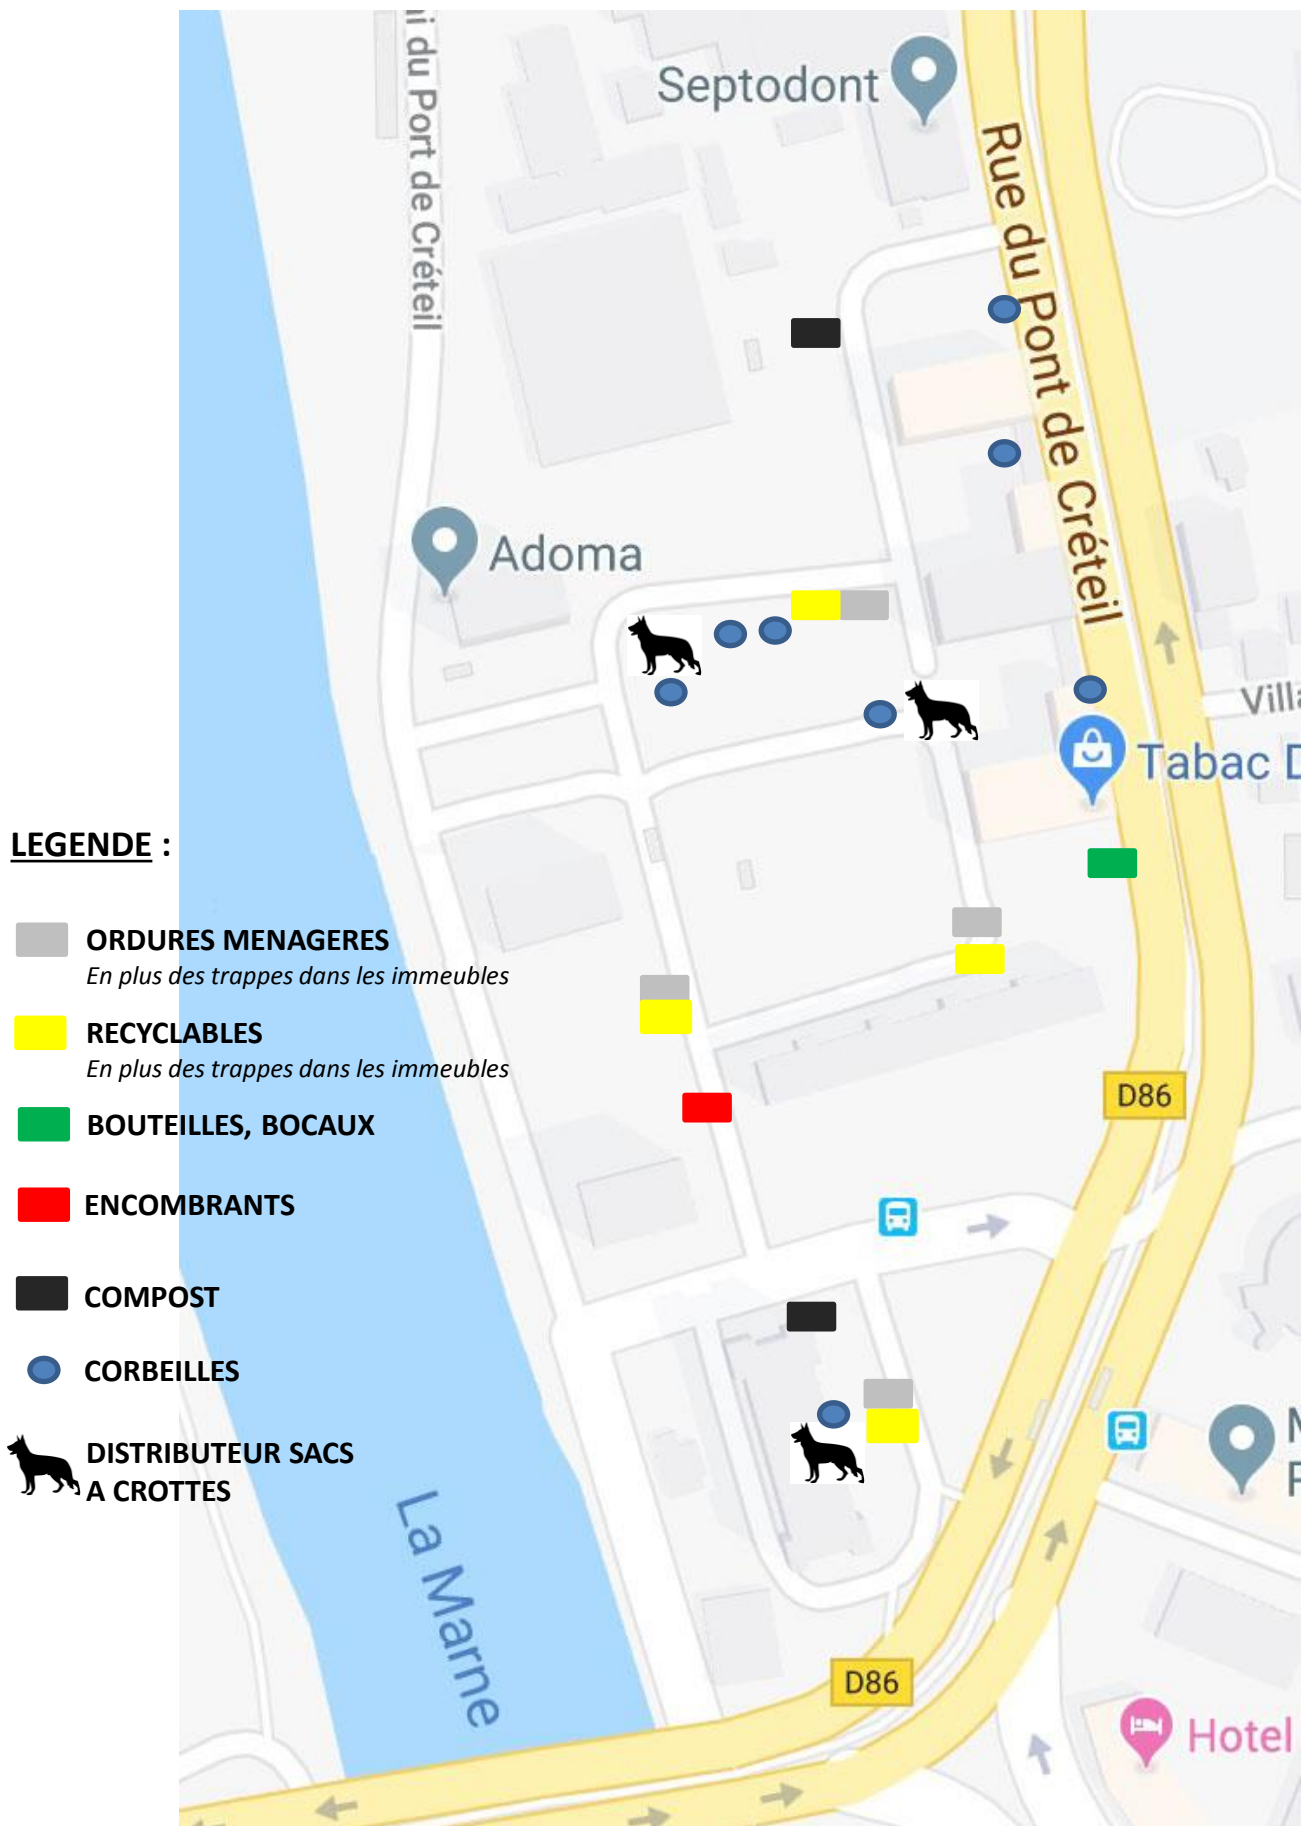 ai du Port de Créteil
Septodont
Rue du Pont de Créteil
Adoma
Villa
Tabac D
LEGENDE :
ORDURES MENAGERES
En plus des trappes dans les immeubles
RECYCLABLES
En plus des trappes dans les immeubles
D86
BOUTEILLES, BOCAUX
ENCOMBRANTS
COMPOST
CORBEILLES
DISTRIBUTEUR SACS
A CROTTES
La Marne
D86
Hotel